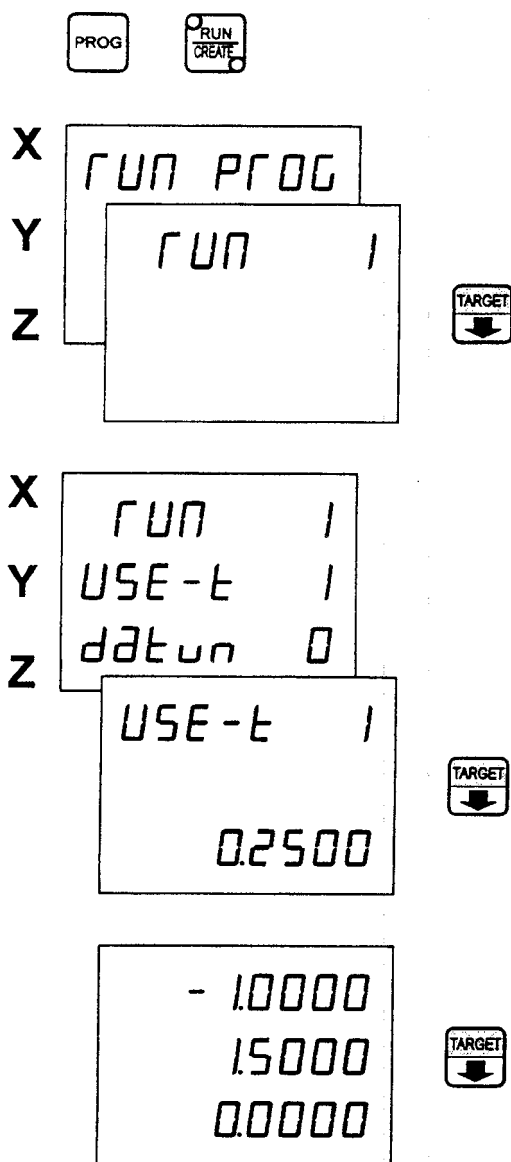 PROG
RUN
CREATE
X
run PrOG
Y
run 1
Z
TARGET
X
run 1
Y
USE-t 1
Z
datun 0
USE-t 1
TARGET
0.2500
- 1.0000
1.5000
TARGET
0.0000